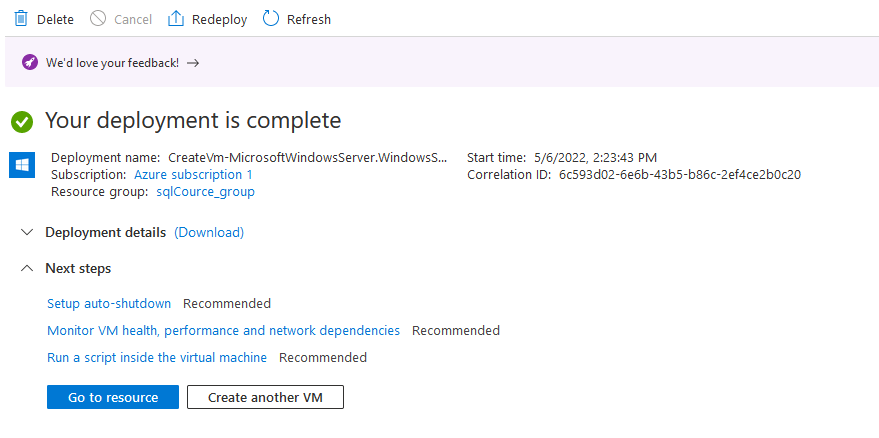 Delete Cancel Redeploy Refresh
We'd love your feedback! →
Your deployment is complete
Deployment name: CreateVm-MicrosoftWindowsServer.WindowsS... Start time: 5/6/2022, 2:23:43 PM
Subscription: Azure subscription 1 Correlation ID: 6c593d02-6e6b-43b5-b86c-2ef4ce2b0c20
Resource group: sqlCource_group
Deployment details (Download)
Next steps
Setup auto-shutdown Recommended
Monitor VM health, performance and network dependencies Recommended
Run a script inside the virtual machine Recommended
Go to resource Create another VM